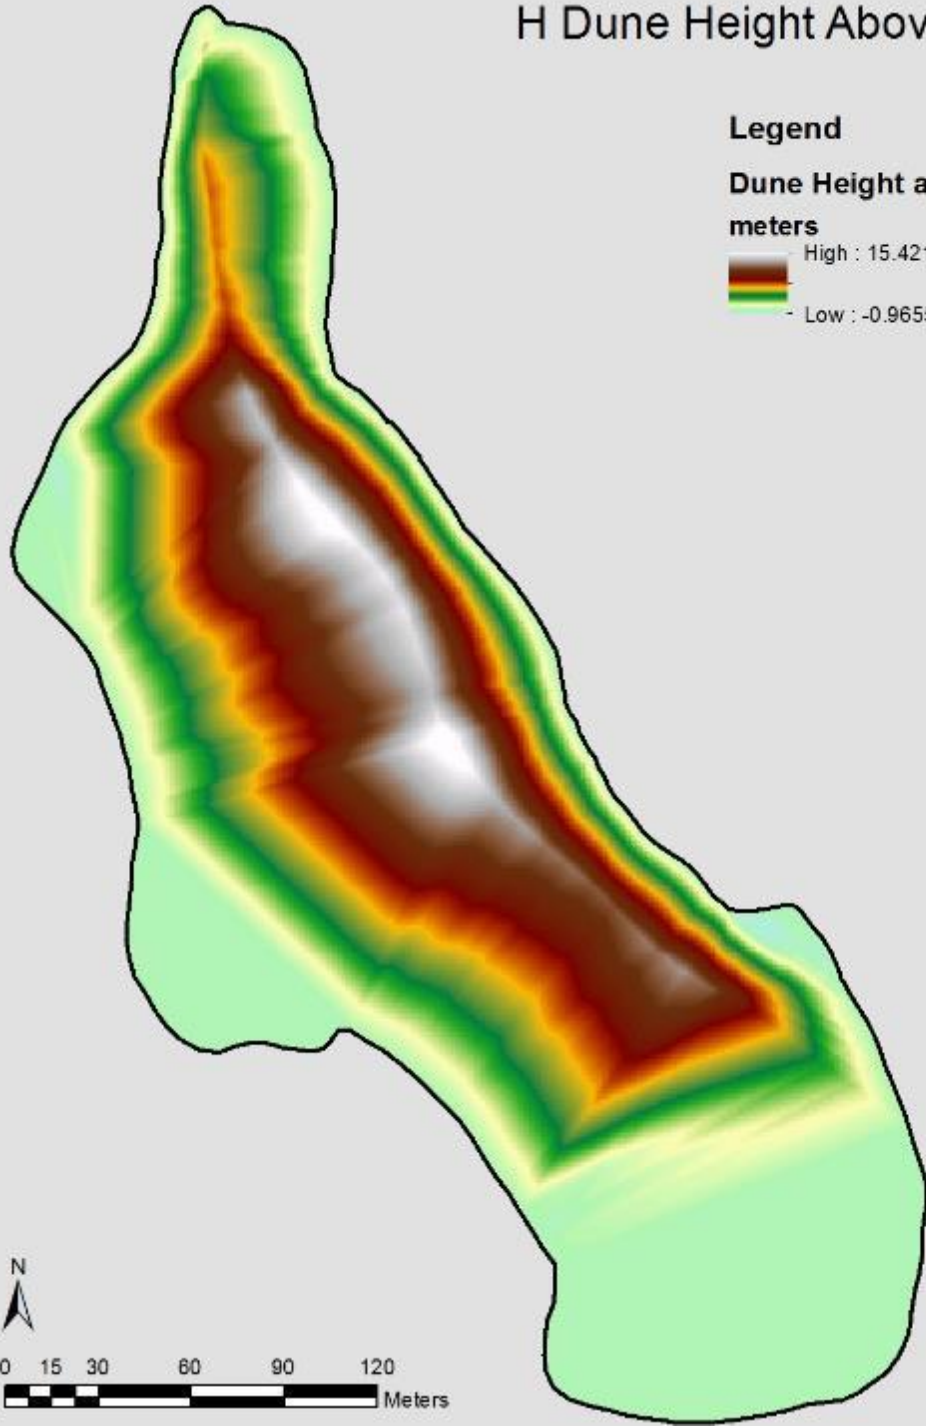 H Dune Height Abov
Legend
Dune Height a
meters
High : 15.421
Low : -0.965
N
0 15 30 60 90 120
Meters